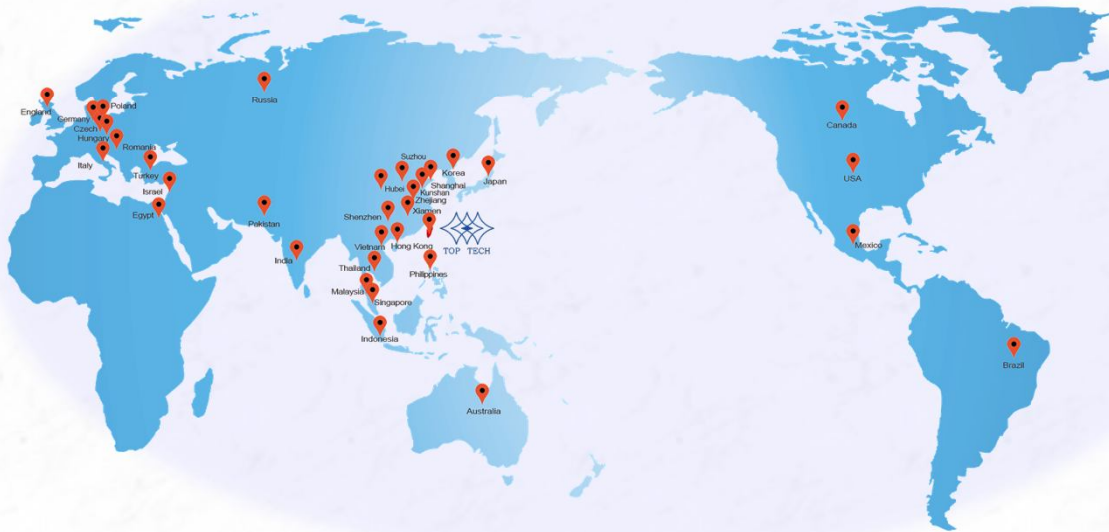 England
Poland
Germany
Czech
Hungary
Romania
Italy
Turkey
Israel
Egypt
Russia
Pakistan
India
Suzhou
Hubei
Korea
Shanghai
Kunshan
Zhejiang
Xiamen
Shenzhen
Japan
Vietnam
Hong Kong
TOP TECH
Thailand
Philippines
Malaysia
Singapore
Indonesia
Australia
Canada
USA
Mexico
Brazil